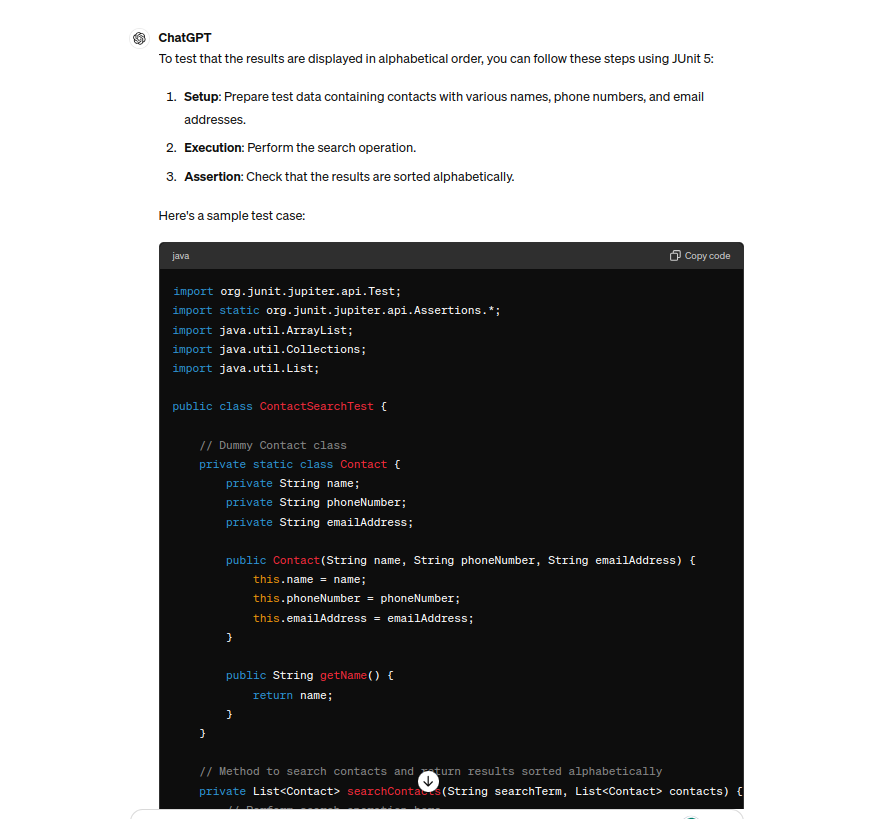 ChatGPT
To test that the results are displayed in alphabetical order, you can follow these steps using JUnit 5:
1. Setup: Prepare test data containing contacts with various names, phone numbers, and email
addresses.
2. Execution: Perform the search operation.
3. Assertion: Check that the results are sorted alphabetically.
Here's a sample test case:
java
Copy code
import org.junit.jupiter.api.Test;
import static org.junit.jupiter.api.Assertions.*;
import java.util.ArrayList;
import java.util.Collections;
import java.util.List;
public class ContactSearchTest {
// Dummy Contact class
private static class Contact {
private String name;
private String phoneNumber;
private String emailAddress;
public Contact(String name, String phoneNumber, String emailAddress) {
this.name = name;
this.phoneNumber = phoneNumber;
this.emailAddress = emailAddress;
}
public String getName() {
return name;
}
}
// Method to search contacts and return results sorted alphabetically
private List<Contact> searchContacts(String searchTerm, List<Contact> contacts) {